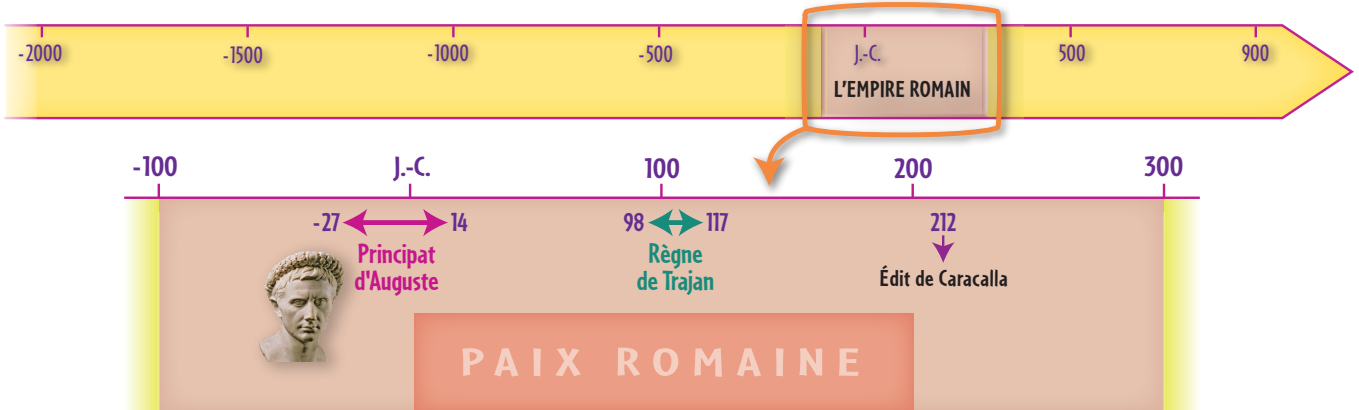 -2000 -1500 -1000 -500 J.-C. 500 900
L'EMPIRE ROMAIN
-100 J.-C. 100 200 300
-27 14 98 117 212
Principat
d'Auguste
Règne
de Trajan
Édit de Caracalla
PAIX ROMAINE